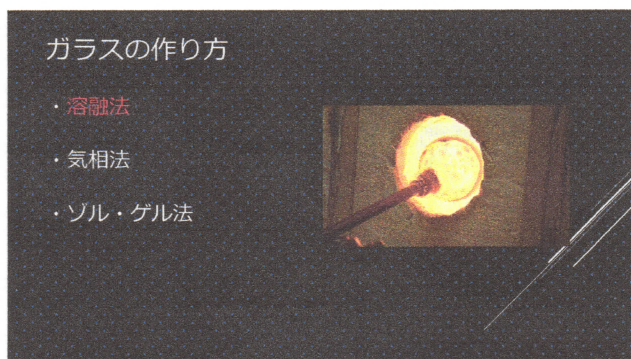 ガラスの作り方
・溶融法
・気相法
・ゾル・ゲル法